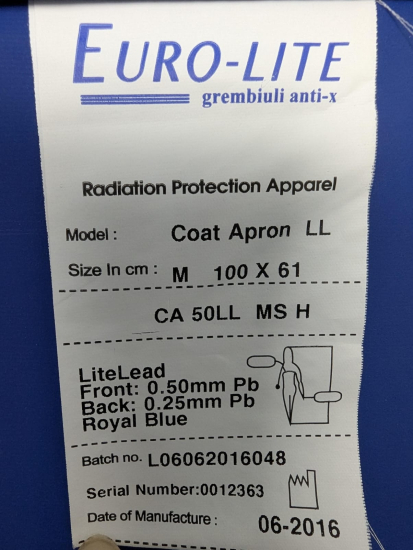 EURO-LITE
grembiuli anti-x
Radiation Protection Apparel
Model : Coat Apron LL
Size In cm : M 100 X 61
CA 50LL MS H
LiteLead
Front: 0.50mm Pb
Back: 0.25mm Pb
Royal Blue
Batch no. L06062016048
Serial Number:0012363
Date of Manufacture : 06-2016